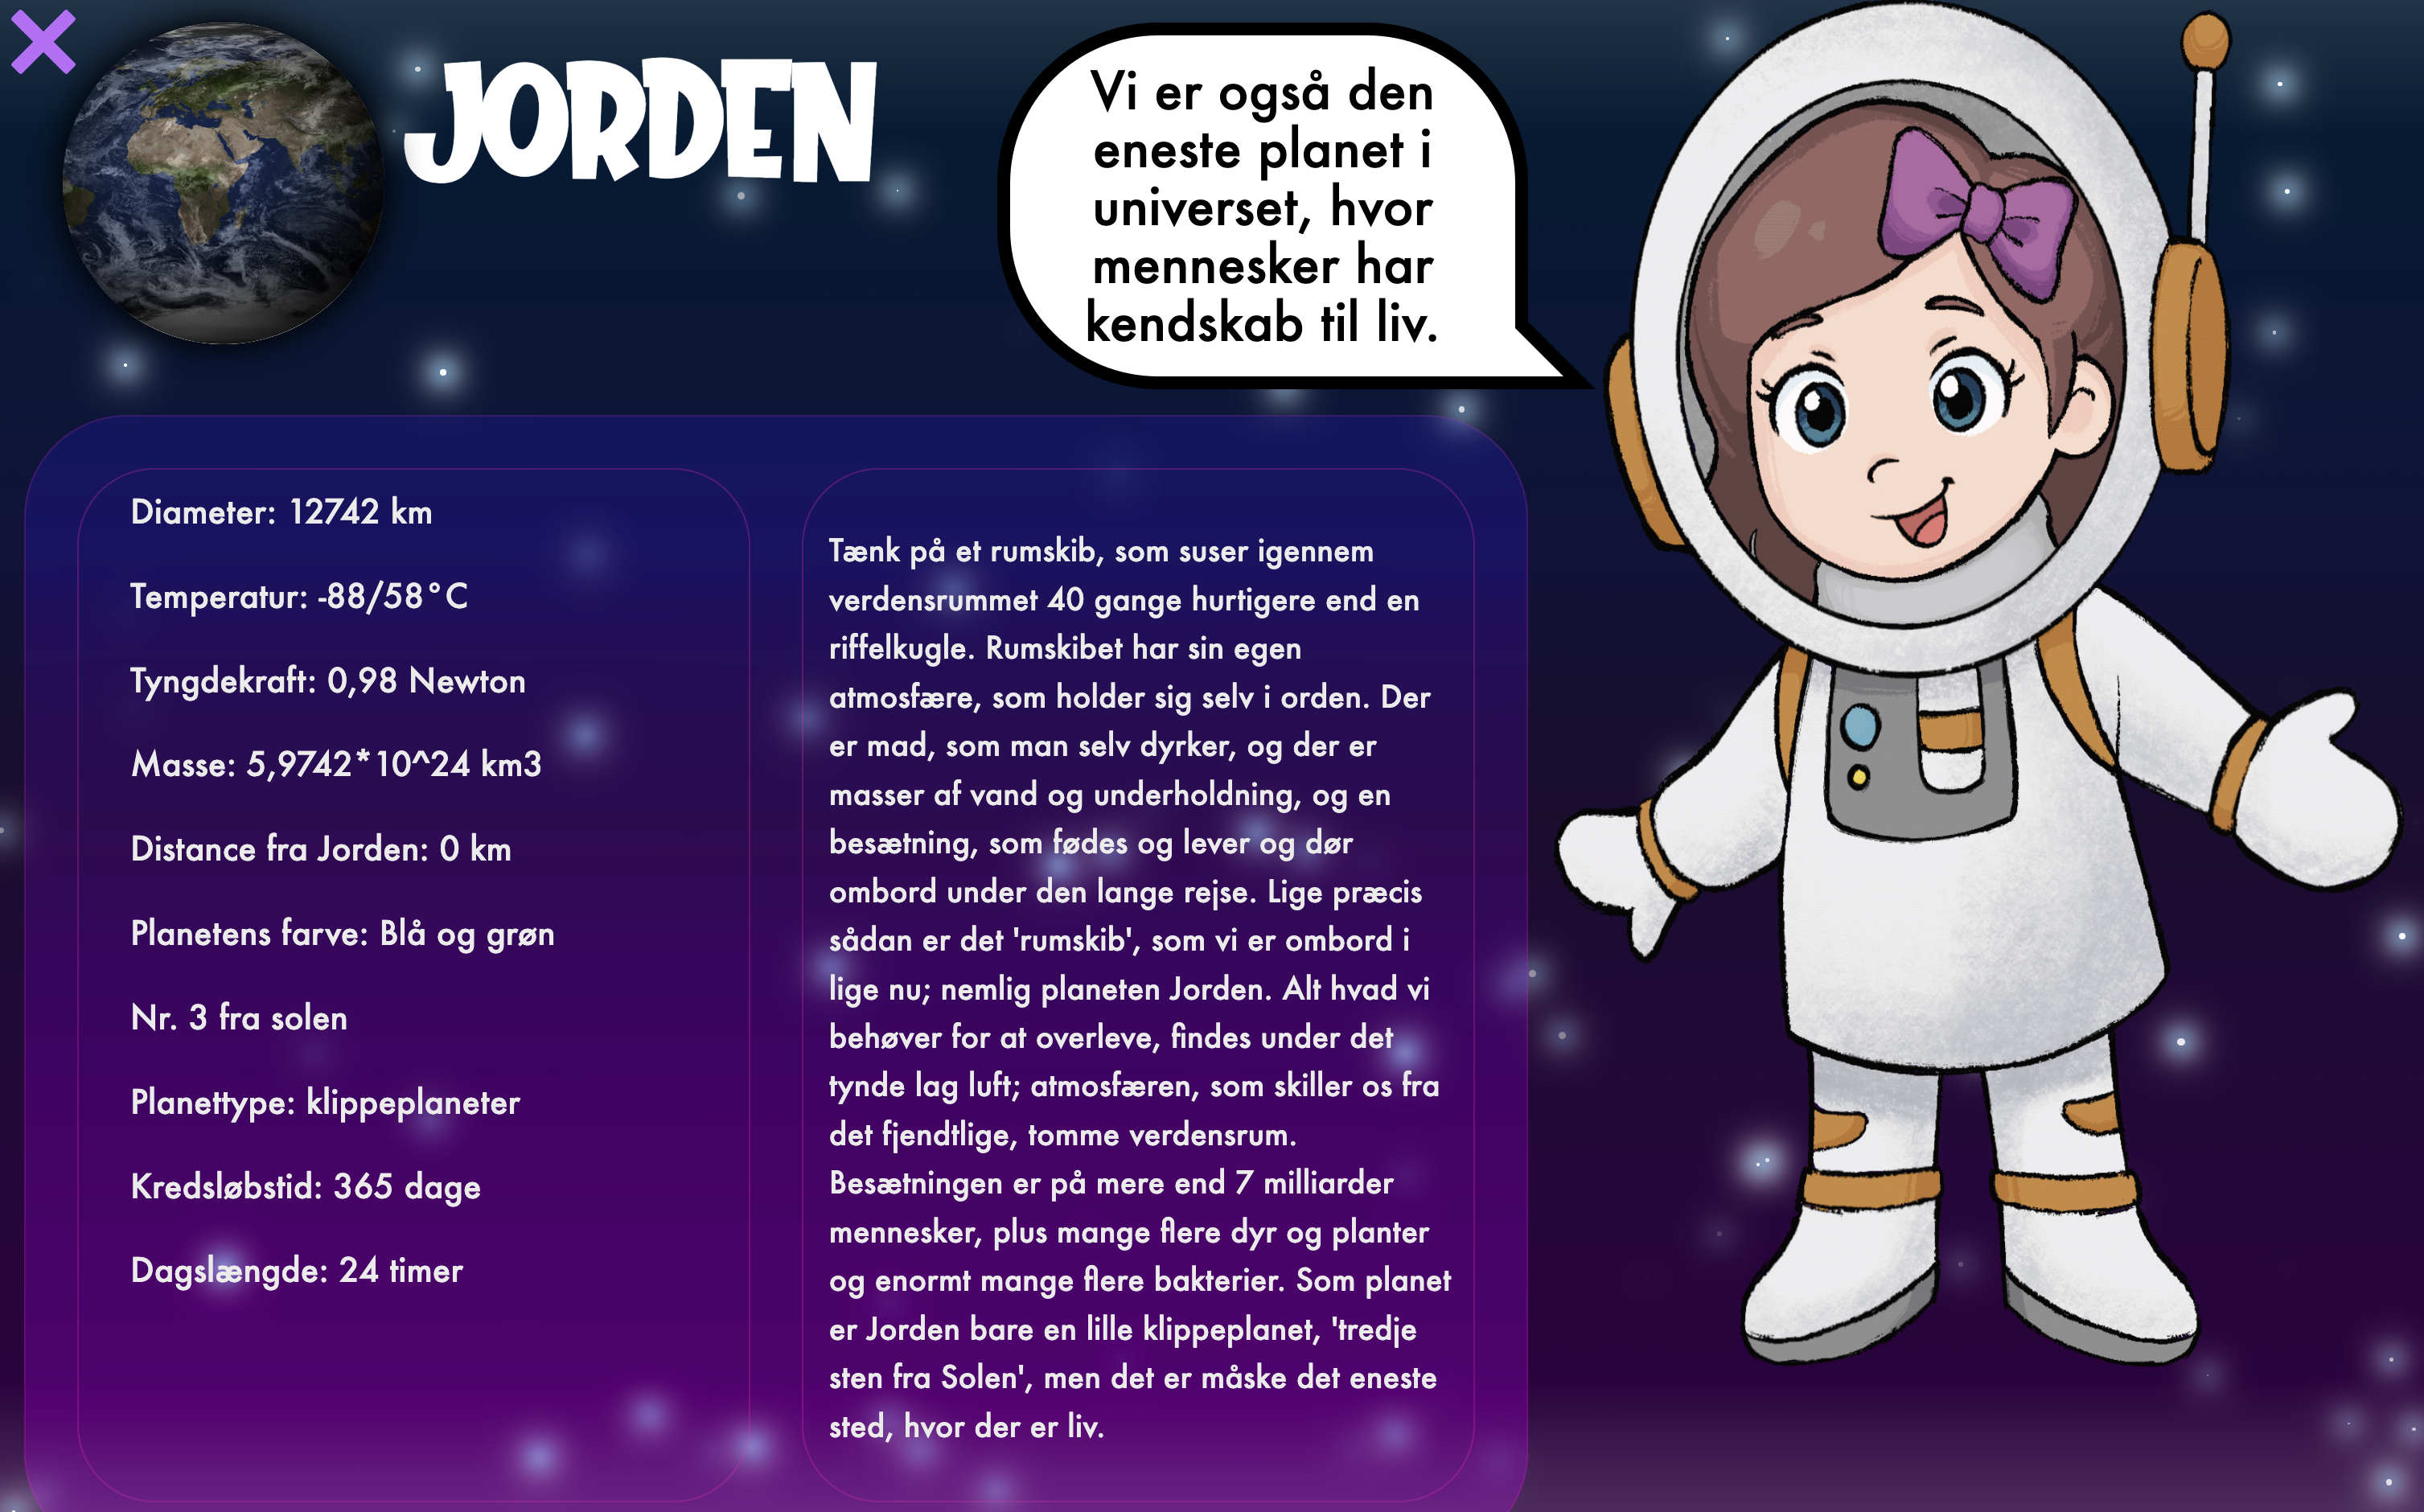 JORDEN
Vi er også den
eneste planet i
universet, hvor
mennesker har
kendskab til liv.
Diameter: 12742 km
Temperatur: -88/58°C
Tyngdekraft: 0,98 Newton
Masse: 5,9742*10^24 km3
Distance fra Jorden: 0 km
Planetens farve: Blå og grøn
Nr. 3 fra solen
Planettype: klippeplaneter
Kredsløbstid: 365 dage
Dagslængde: 24 timer
Tænk på et rumskib, som suser igennem
verdensrummet 40 gange hurtigere end en
riffelkugle. Rumskibet har sin egen
atmosfære, som holder sig selv i orden. Der
er mad, som man selv dyrker, og der er
masser af vand og underholdning, og en
besætning, som fødes og lever og dør
ombord under den lange rejse. Lige præcis
sådan er det 'rumskib', som vi er ombord i
lige nu; nemlig planeten Jorden. Alt hvad vi
behøver for at overleve, findes under det
tynde lag luft; atmosfæren, som skiller os fra
det fjendtlige, tomme verdensrum.
Besætningen er på mere end 7 milliarder
mennesker, plus mange flere dyr og planter
og enormt mange flere bakterier. Som planet
er Jorden bare en lille klippeplanet, 'tredje
sten fra Solen', men det er måske det eneste
sted, hvor der er liv.